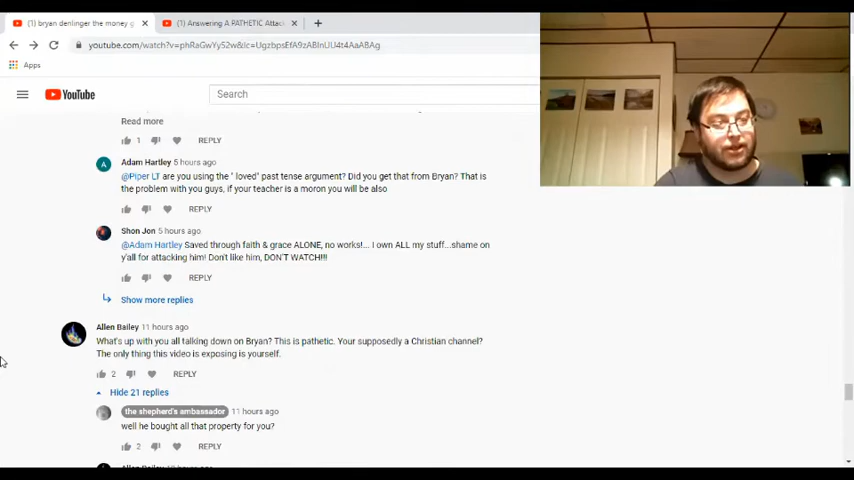 (1) bryan denlinger the money g
(1) Answering A PATHETIC Attac
youtube.com/watch?v=phRaGwYy52w&lc=UgzbpsEfA9zABlnUU4t4AaABAg
Apps
YouTube
Search
Read more
1 REPLY
Adam Hartley 5 hours ago
@Piper LT are you using the " loved" past tense argument? Did you get that from Bryan? That is
the problem with you guys, if your teacher is a moron you will be also
REPLY
Shon Jon 5 hours ago
@Adam Hartley Saved through faith & grace ALONE, no works!... I own ALL my stuff...shame on
y'all for attacking him! Don't like him, DON'T WATCH!!!
REPLY
Show more replies
Allen Bailey 11 hours ago
What's up with you all talking down on Bryan? This is pathetic. Your supposedly a Christian channel?
The only thing this video is exposing is yourself.
2 REPLY
Hide 21 replies
the shepherd's ambassador 11 hours ago
well he bought all that property for you?
2 REPLY